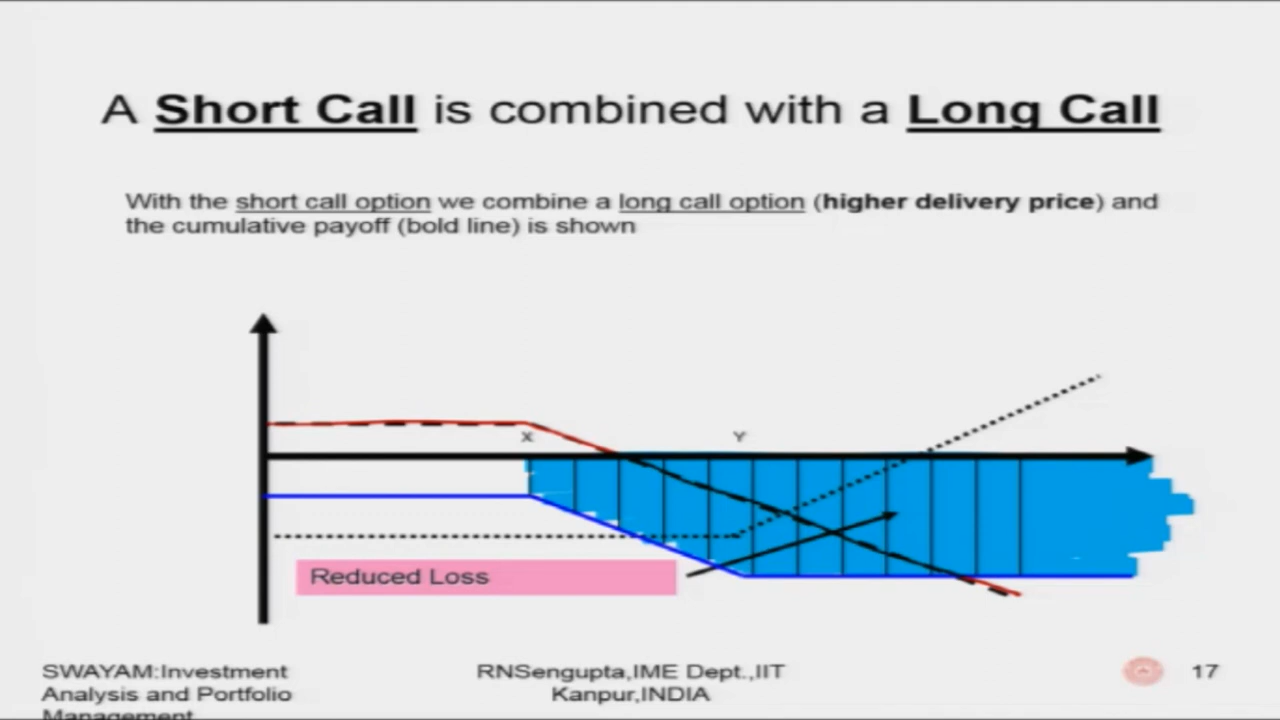 A Short Call is combined with a Long Call
With the short call option we combine a long call option (higher delivery price) and
the cumulative payoff (bold line) is shown
X
Y
Reduced Loss
SWAYAM:Investment
Analysis and Portfolio
Management
RNSengupta,IME Dept.,IIT
Kanpur,INDIA
17